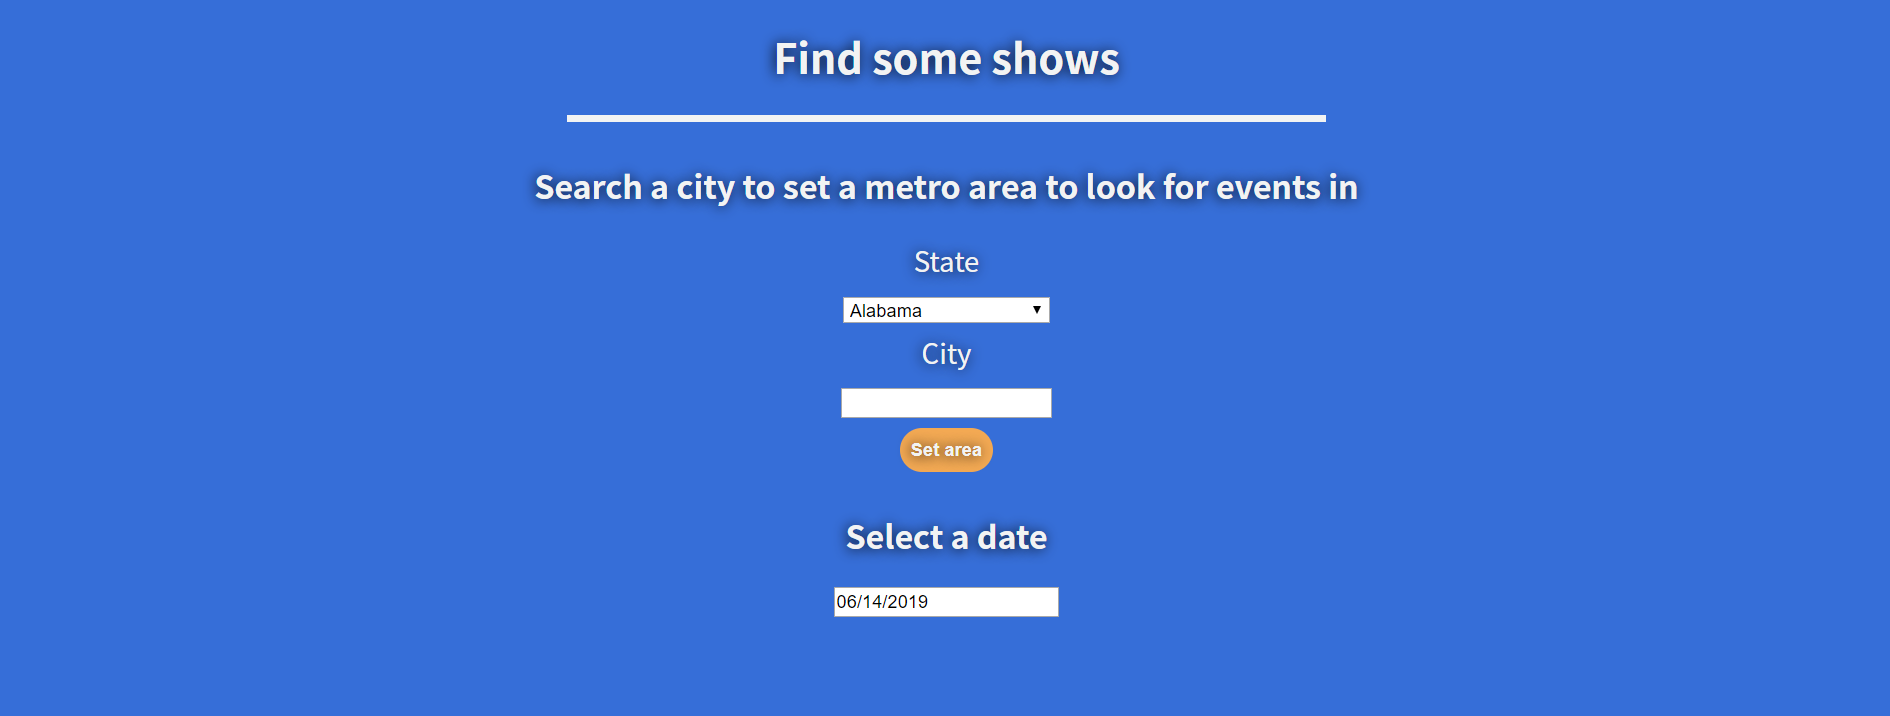 Find some shows
Search a city to set a metro area to look for events in
State
Alabama
City
Set area
Select a date
06/14/2019